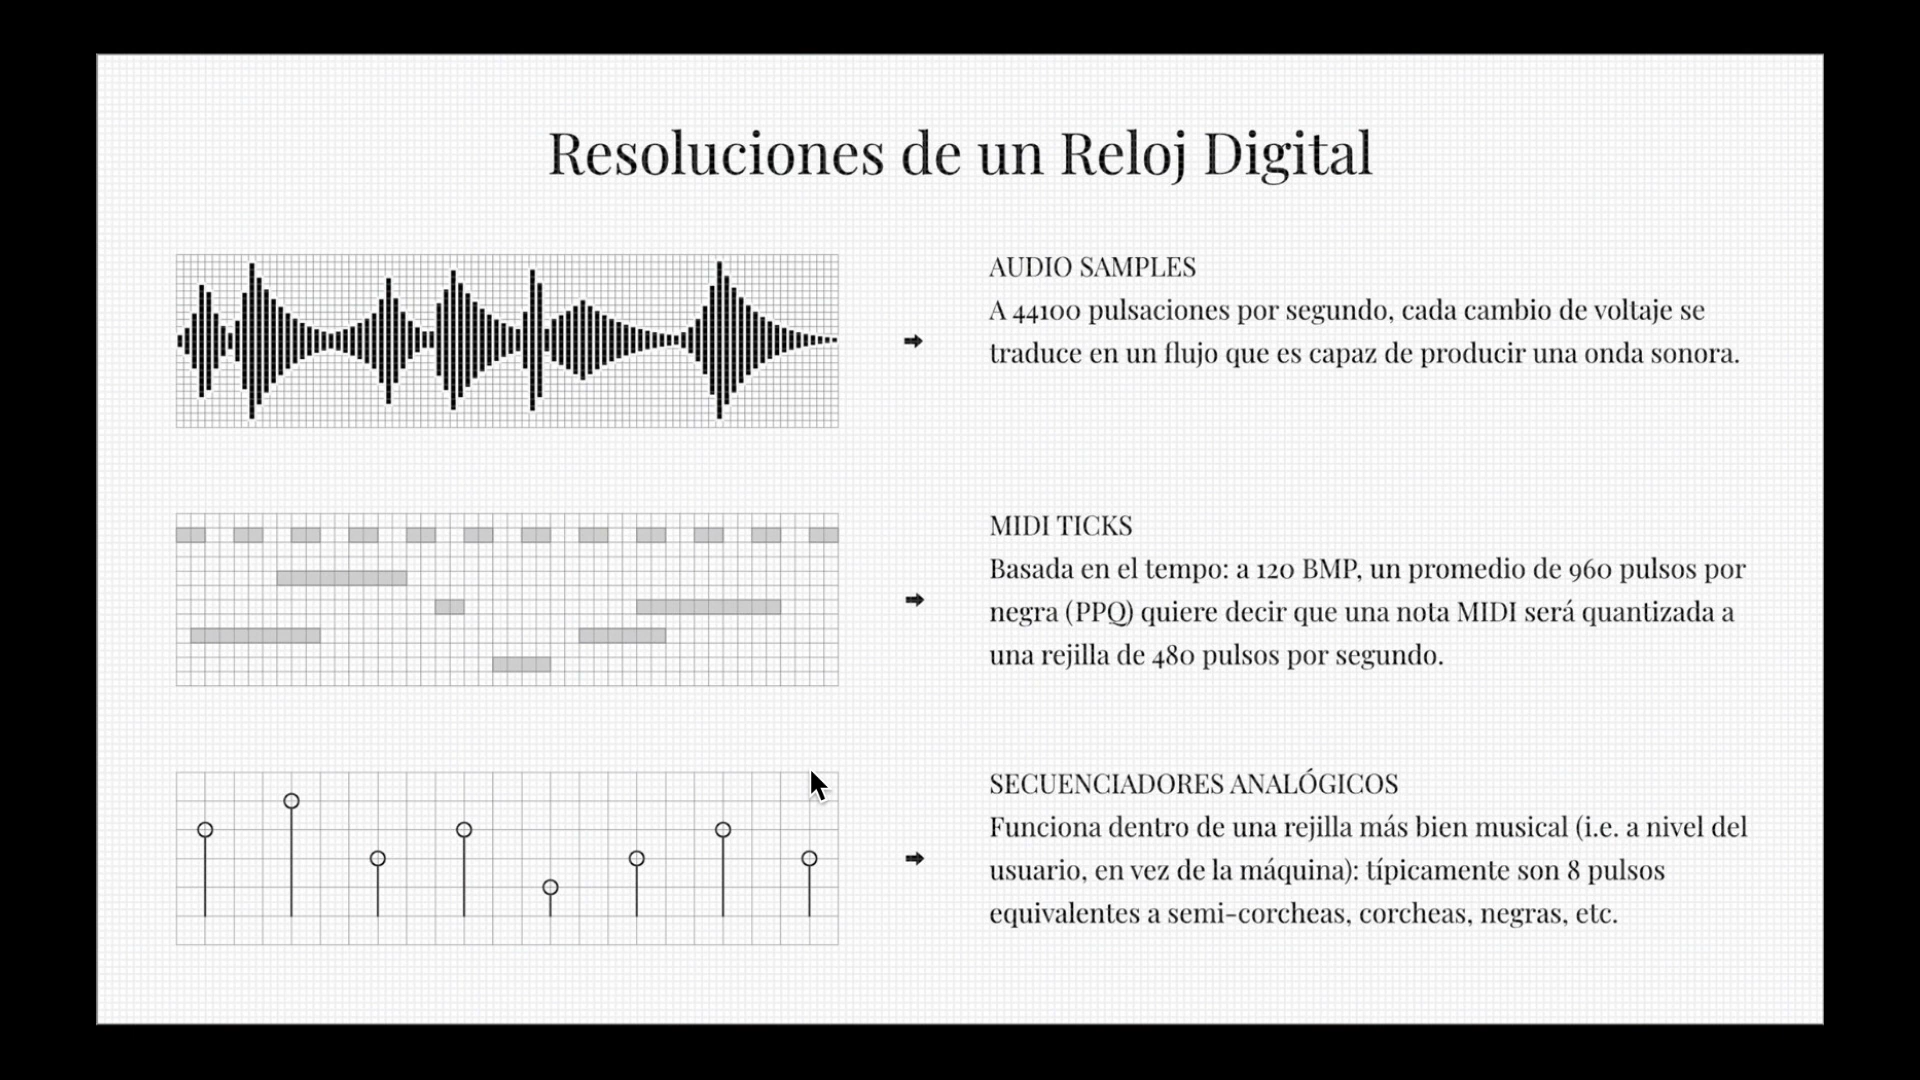 Resoluciones de un Reloj Digital
AUDIO SAMPLES
A 44100 pulsaciones por segundo, cada cambio de voltaje se
traduce en un flujo que es capaz de producir una onda sonora.
MIDI TICKS
Basada en el tempo: a 120 BMP, un promedio de 960 pulsos por
negra (PPQ) quiere decir que una nota MIDI será quantizada a
una rejilla de 480 pulsos por segundo.
SECUENCIADORES ANALÓGICOS
Funciona dentro de una rejilla más bien musical (i.e. a nivel del
usuario, en vez de la máquina): típicamente son 8 pulsos
equivalentes a semi-corcheas, corcheas, negras, etc.